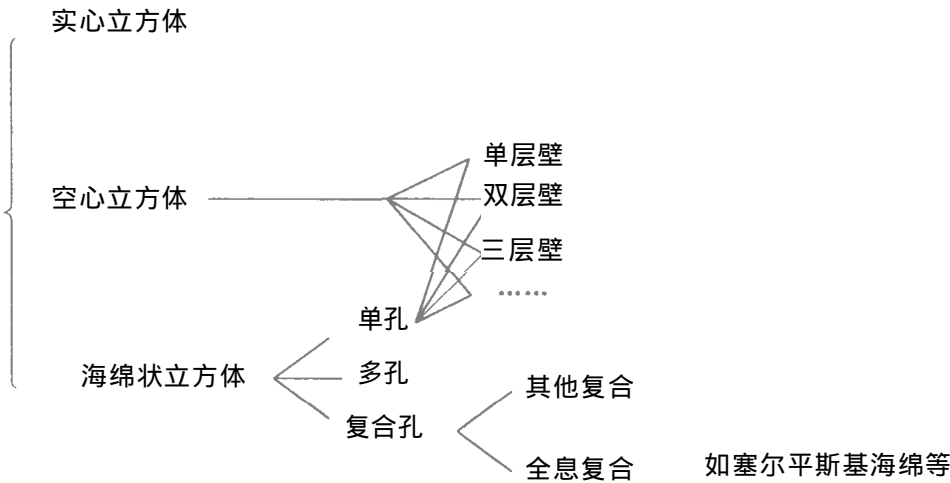 实心立方体
单层壁
空心立方体
双层壁
三层壁
……
单孔
海绵状立方体
多孔
其他复合
复合孔
全息复合
如塞尔平斯基海绵等